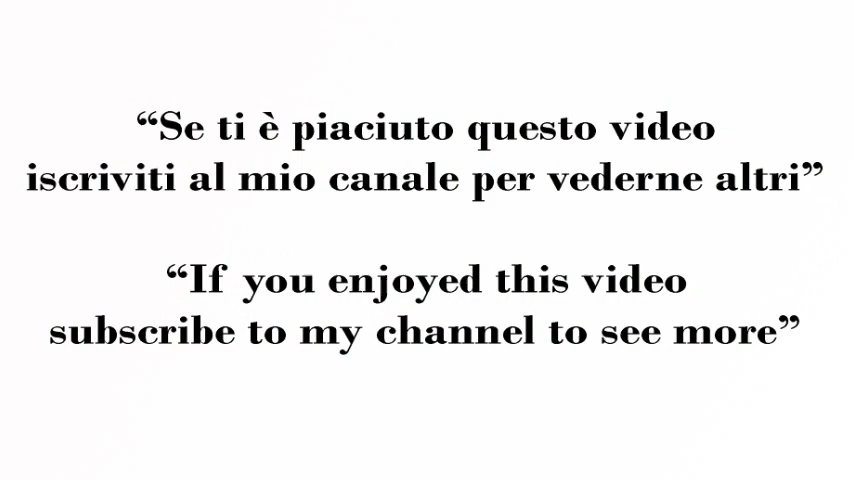 “Se ti è piaciuto questo video
iscriviti al mio canale per vederne altri”
“If you enjoyed this video
subscribe to my channel to see more”